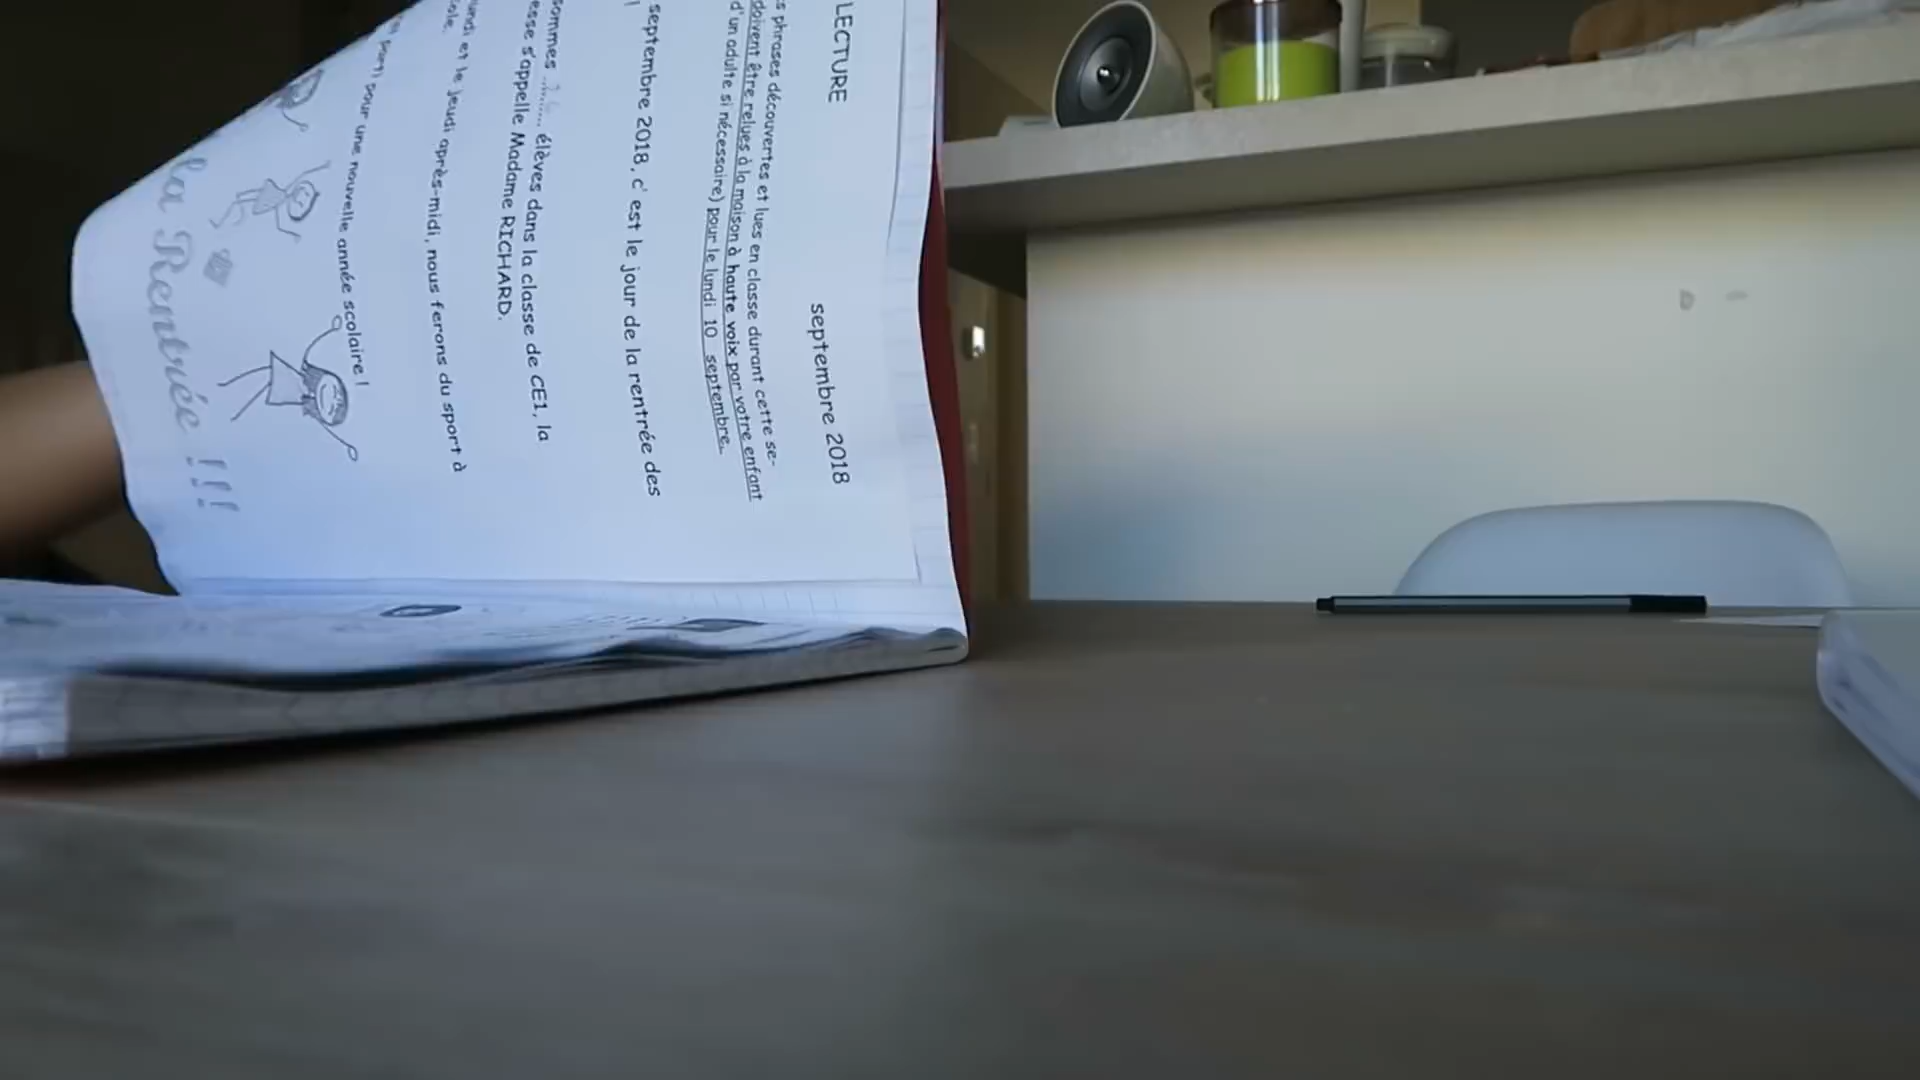 LECTURE septembre 2018
phrases découvertes et lues en classe durant cette se-
doivent être relues à la maison à haute voix par votre enfant
d'un adulte si nécessaire) pour le lundi 10 septembre.
septembre 2018, c' est le jour de la rentrée des
!
sommes ........ élèves dans la classe de CE1, la
esse s'appelle Madame RICHARD.
undi et le jeudi après-midi, nous ferons du sport à
ole.
parti pour une nouvelle année scolaire !
la Rentrée !!!